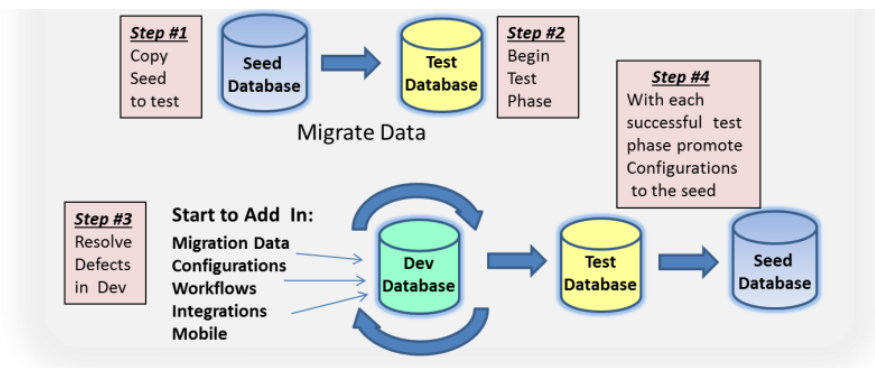 Step #1
Copy
Seed
to test
Seed
Database
Test
Database
Step #2
Begin
Test
Phase
Migrate Data
Step #4
With each
successful test
phase promote
Configurations
to the seed
Step #3
Resolve
Defects
in Dev
Start to Add In:
Migration Data
Configurations
Workflows
Integrations
Mobile
Dev
Database
Test
Database
Seed
Database